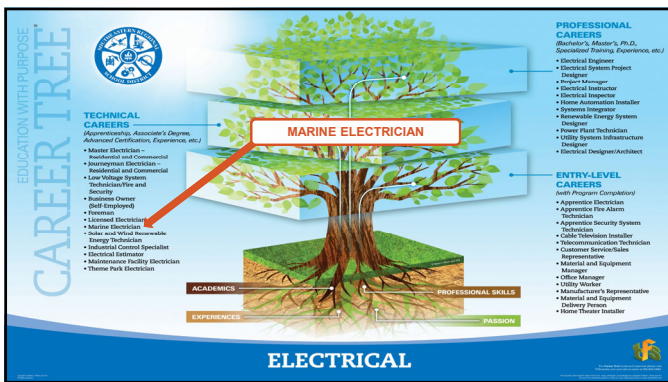 EDUCATION WITH PURPOSE
CAREER TREE®
SOUTHEASTERN REGIONAL
SCHOOL DISTRICT
TECHNICAL
CAREERS
(Apprenticeship, Associate's Degree,
Advanced Certification, Experience, etc.)
• Master Electrician –
Residential and Commercial
• Journeyman Electrician –
Residential and Commercial
• Low Voltage System
Technician/Fire and
Security
• Business Owner
(Self-Employed)
• Foreman
• Licensed Electrician
• Marine Electrician
• Solar and Wind Renewable
Energy Technician
• Industrial Control Specialist
• Electrical Estimator
• Maintenance Facility Electrician
• Theme Park Electrician
MARINE ELECTRICIAN
PROFESSIONAL
CAREERS
(Bachelor's, Master's, Ph.D.,
Specialized Training, Experience, etc.)
• Electrical Engineer
• Electrical System Project
Designer
• Project Manager
• Electrical Instructor
• Electrical Inspector
• Home Automation Installer
• Systems Integrator
• Renewable Energy System
Designer
• Power Plant Technician
• Utility System Infrastructure
Designer
• Electrical Designer/Architect
ENTRY-LEVEL
CAREERS
(with Program Completion)
• Apprentice Electrician
• Apprentice Fire Alarm
Technician
• Apprentice Security System
Technician
• Cable Television Installer
• Telecommunication Technician
• Customer Service/Sales
Representative
• Material and Equipment
Manager
• Office Manager
• Utility Worker
• Manufacturer's Representative
• Material and Equipment
Delivery Person
• Home Theater Installer
ACADEMICS
PROFESSIONAL SKILLS
EXPERIENCES
PASSION
ELECTRICAL